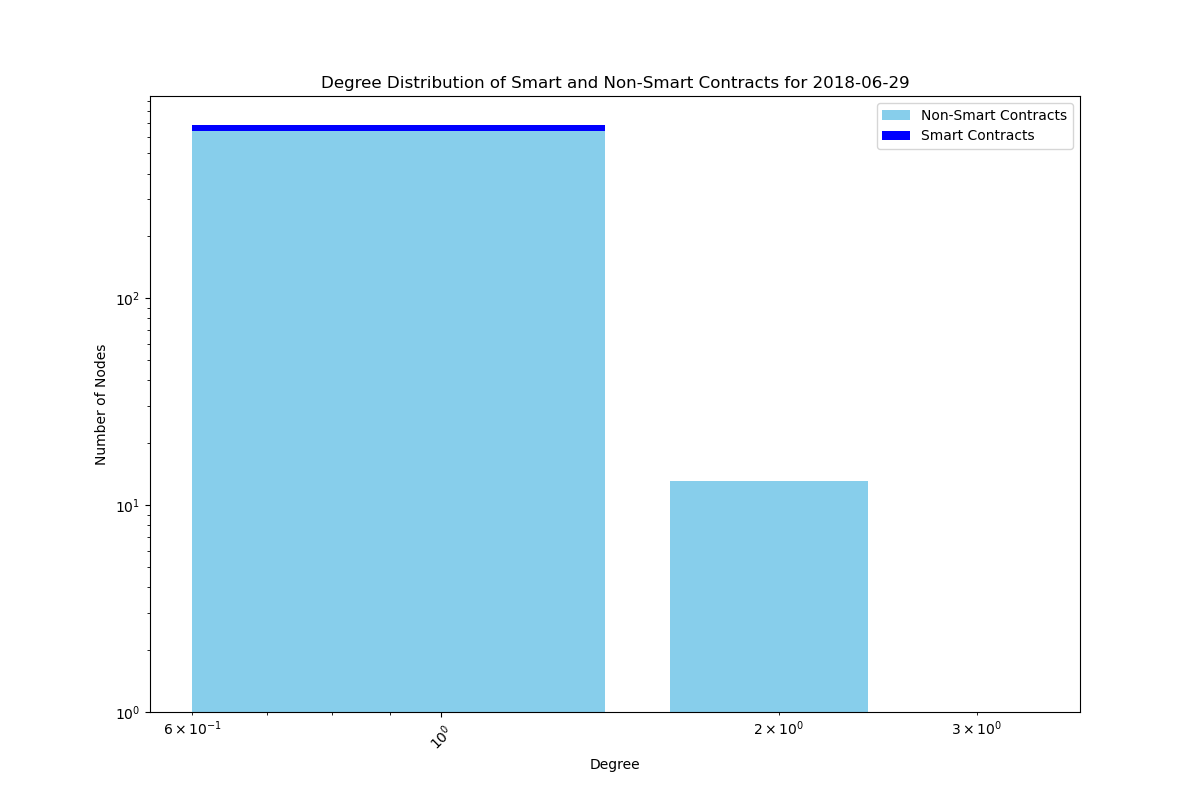 Degree Distribution of Smart and Non-Smart Contracts for 2018-06-29
Non-Smart Contracts
Smart Contracts
Number of Nodes
10²
10¹
10⁰
6 × 10⁻¹
10⁰
2 × 10⁰
3 × 10⁰
Degree